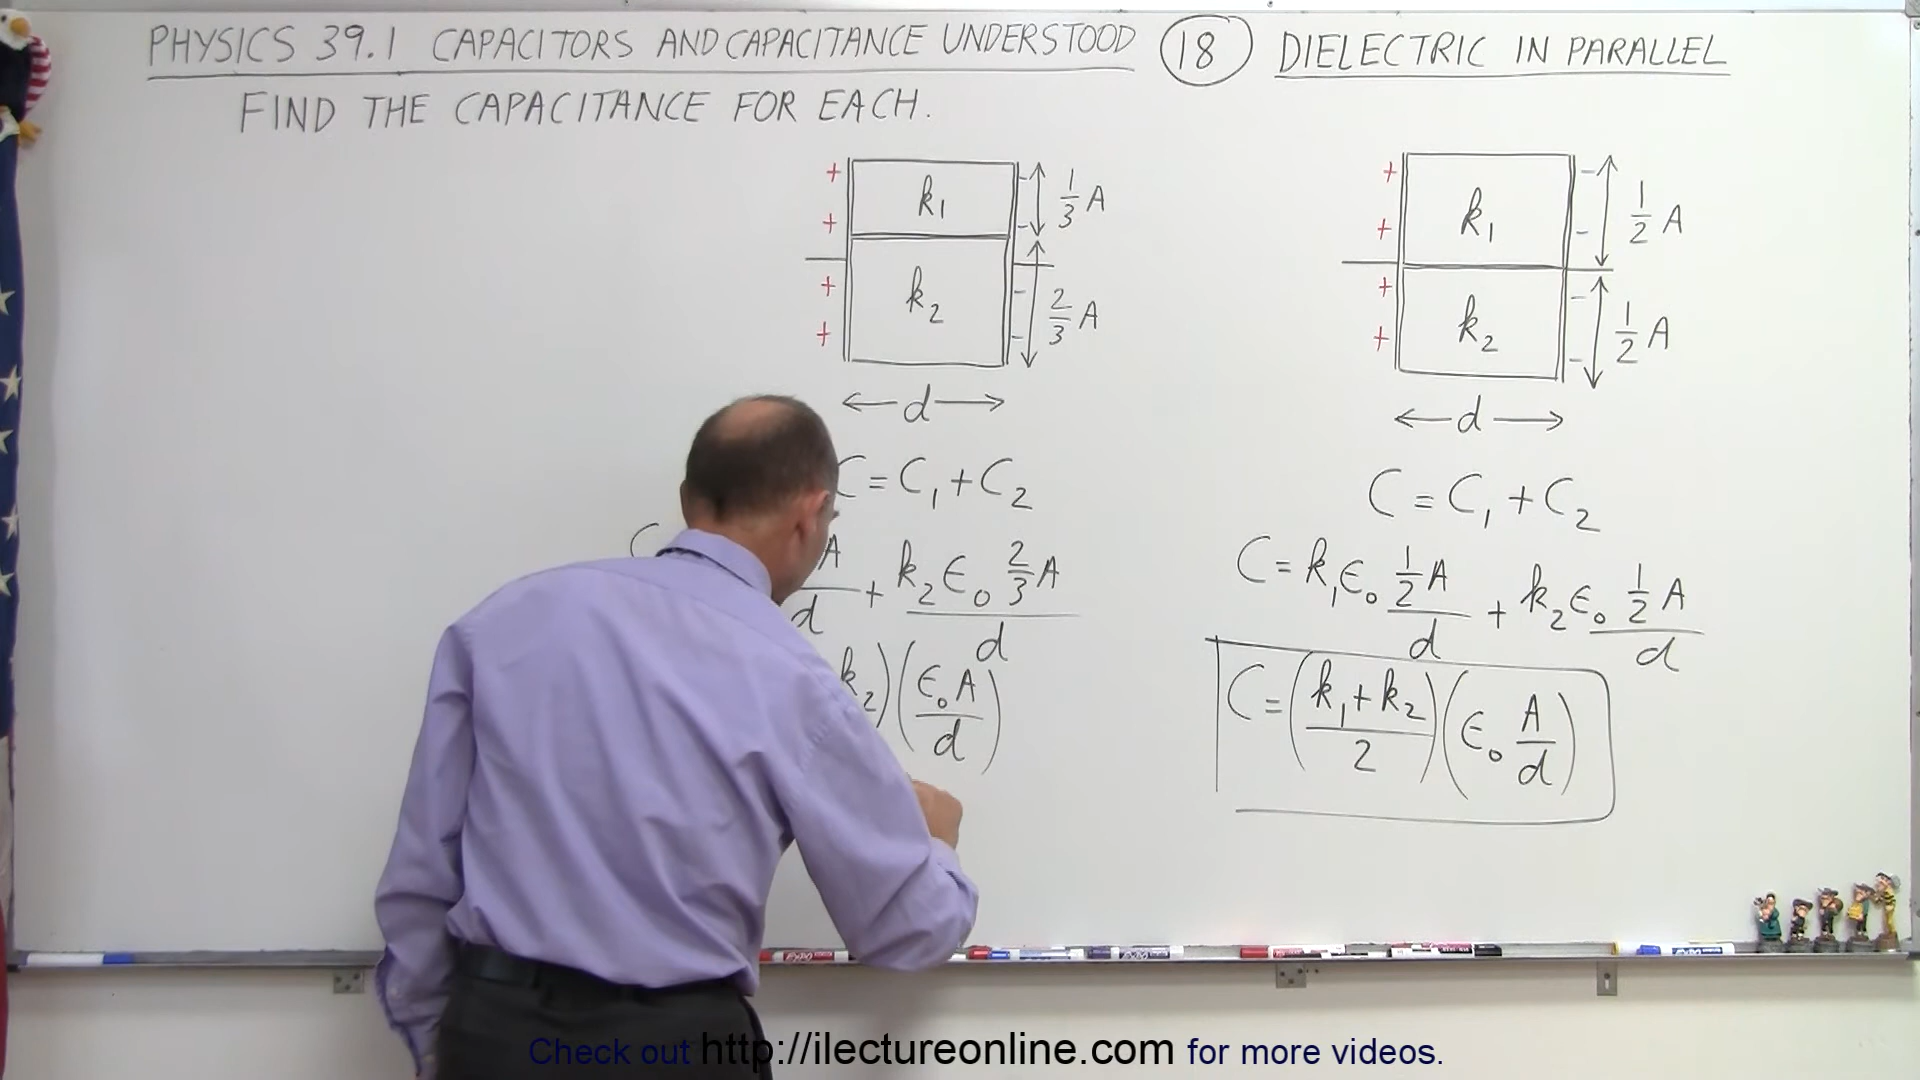 PHYSICS 39.1 CAPACITORS AND CAPACITANCE UNDERSTOOD 18 DIELECTRIC IN PARALLEL
FIND THE CAPACITANCE FOR EACH.
+ k₁ - 1/3 A
+ -
+ k₂ - 2/3 A
+ -
d
C = C₁ + C₂
C A/d + k₂ ε₀ 2/3 A / d
k₂) (ε₀ A / d)
+ k₁ - 1/2 A
+ -
+ k₂ - 1/2 A
+ -
d
C = C₁ + C₂
C = k₁ ε₀ 1/2 A / d + k₂ ε₀ 1/2 A / d
C = ((k₁ + k₂) / 2) (ε₀ A / d)
EXPO
Check out http://ilectureonline.com for more videos.